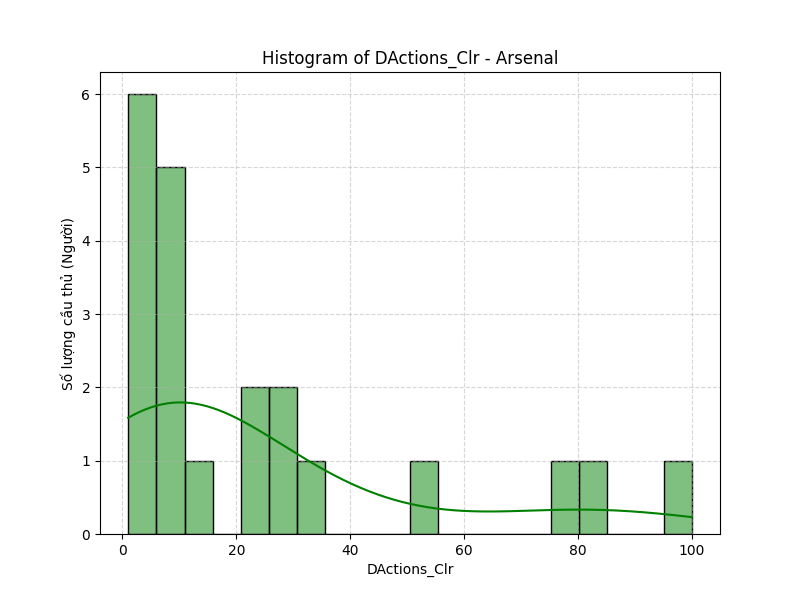 Histogram of DActions_Clr - Arsenal
Số lượng cầu thủ (Người)
6
5
4
3
2
1
0
0 20 40 60 80 100
DActions_Clr